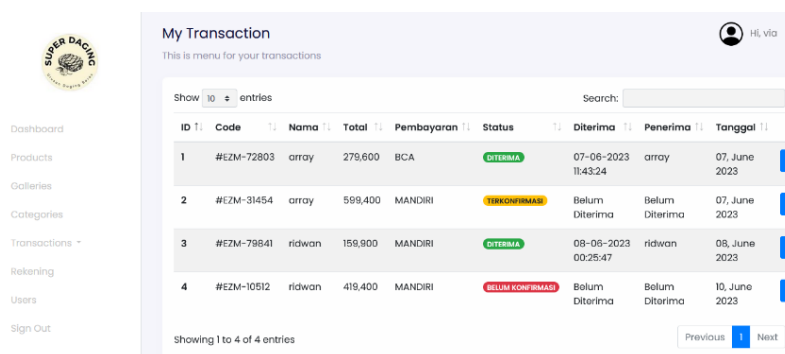 SUPER DAGING
My Transaction
Hi, via
This is menu for your transactions
Show 10 entries
Search:
Dashboard
Products
Galleries
Categories
Transactions
Rekening
Users
Sign Out
ID Code Nama Total Pembayaran Status Diterima Penerima Tanggal
1 #EZM-72803 array 279,600 BCA DITERIMA 07-06-2023 array 07, June
11:43:24 2023
2 #EZM-31454 array 599,400 MANDIRI TERKONFIRMASI Belum Belum 07, June
Diterima Diterima 2023
3 #EZM-79841 ridwan 159,900 MANDIRI DITERIMA 08-06-2023 ridwan 08, June
00:25:47 2023
4 #EZM-10512 ridwan 419,400 MANDIRI BELUM KONFIRMASI Belum Belum 10, June
Diterima Diterima 2023
Showing 1 to 4 of 4 entries
Previous 1 Next